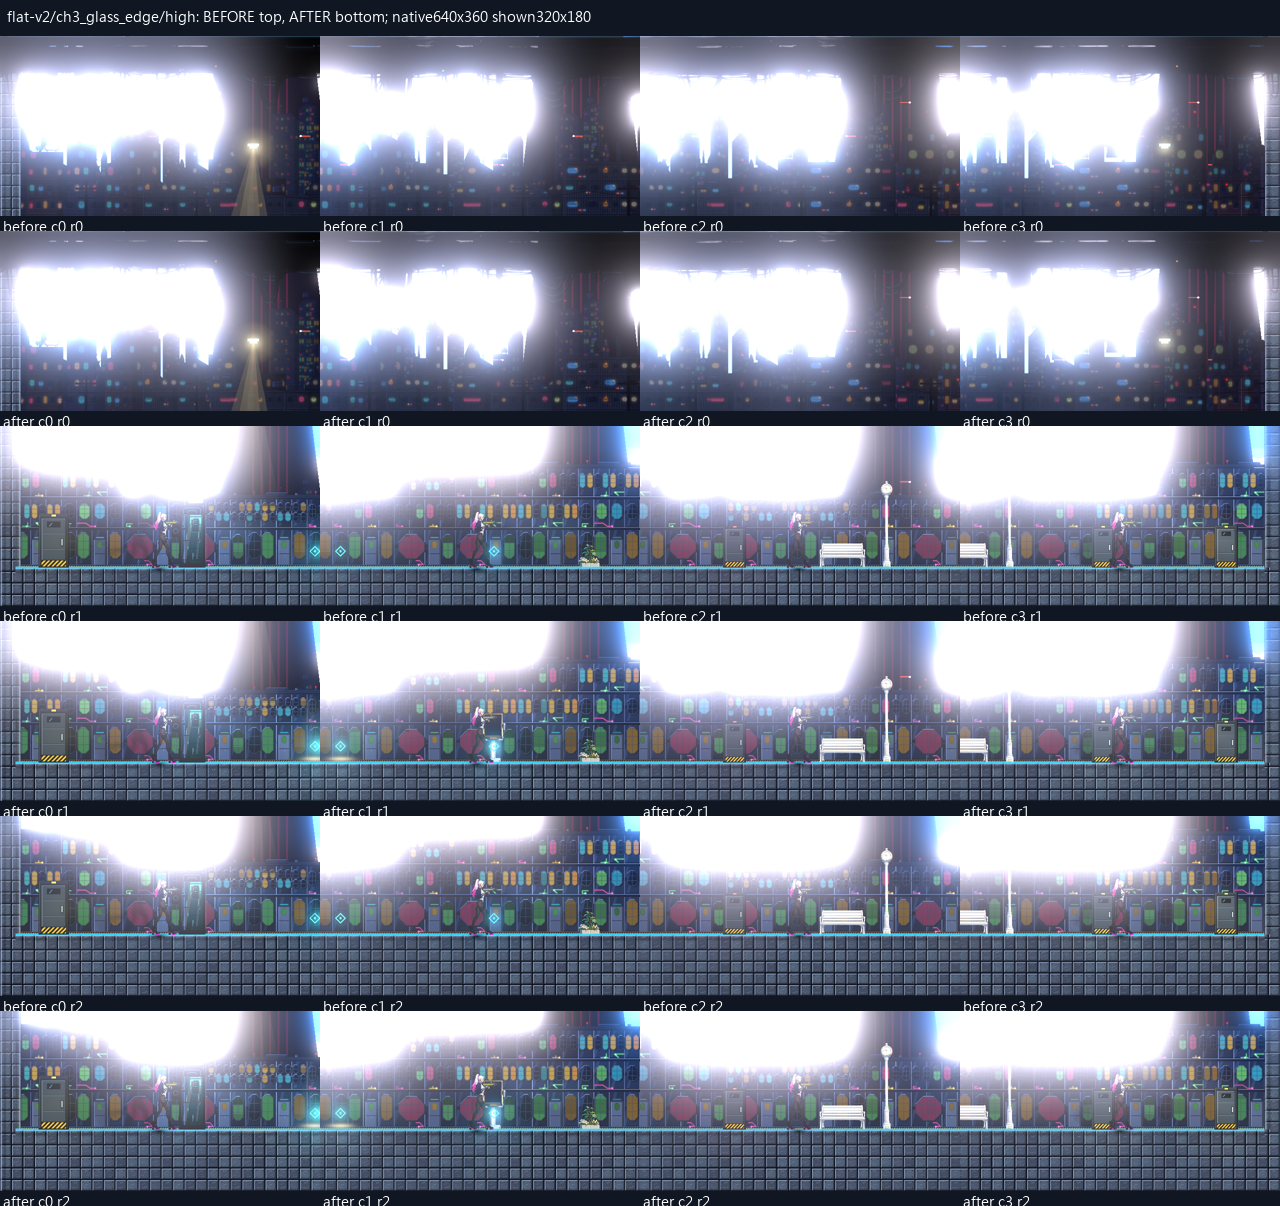 flat-v2/ch3_glass_edge/high: BEFORE top, AFTER bottom; native640x360 shown320x180
before c0 r0
before c1 r0
before c2 r0
before c3 r0
after c0 r0
after c1 r0
after c2 r0
after c3 r0
before c0 r1
before c1 r1
before c2 r1
before c3 r1
after c0 r1
after c1 r1
after c2 r1
after c3 r1
before c0 r2
before c1 r2
before c2 r2
before c3 r2
after c0 r2
after c1 r2
after c2 r2
after c3 r2